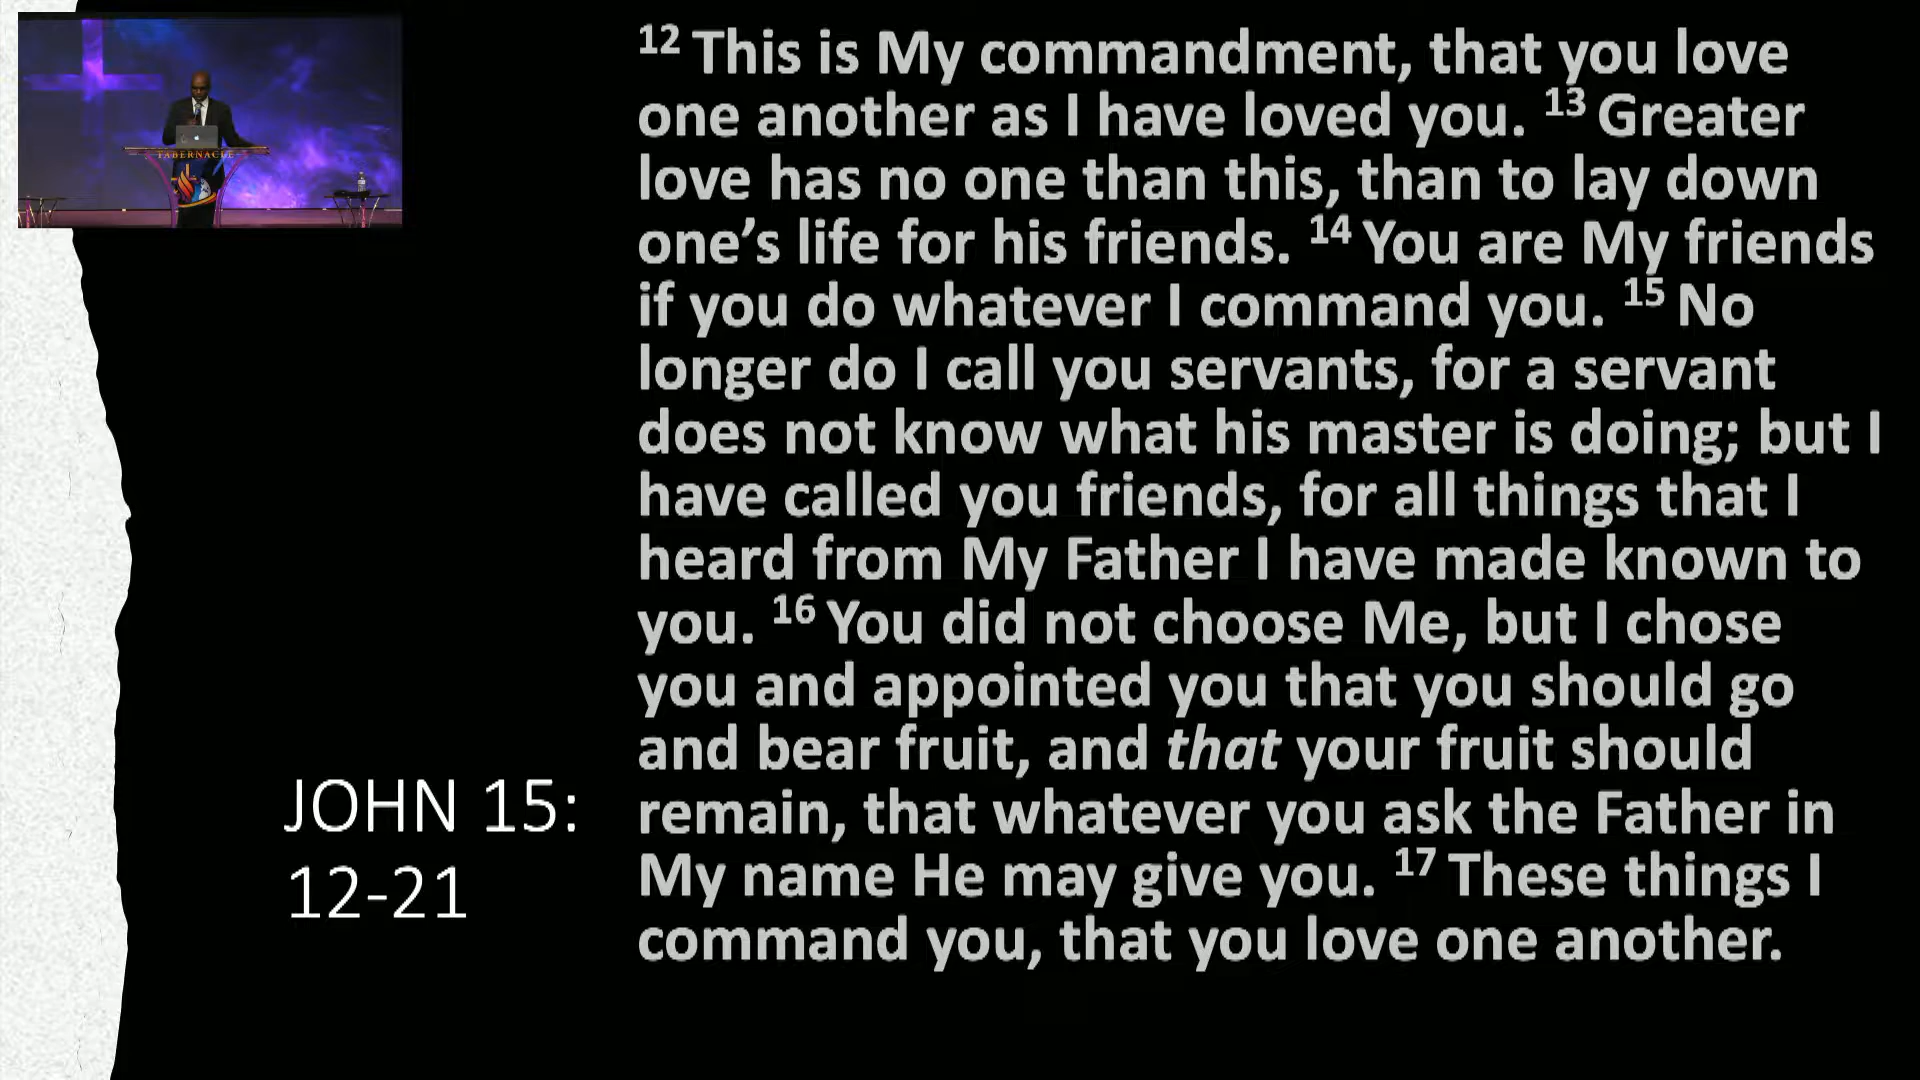 TABERNACLE
12 This is My commandment, that you love
one another as I have loved you. 13 Greater
love has no one than this, than to lay down
one’s life for his friends. 14 You are My friends
if you do whatever I command you. 15 No
longer do I call you servants, for a servant
does not know what his master is doing; but I
have called you friends, for all things that I
heard from My Father I have made known to
you. 16 You did not choose Me, but I chose
you and appointed you that you should go
and bear fruit, and that your fruit should
remain, that whatever you ask the Father in
My name He may give you. 17 These things I
command you, that you love one another.
JOHN 15:
12-21